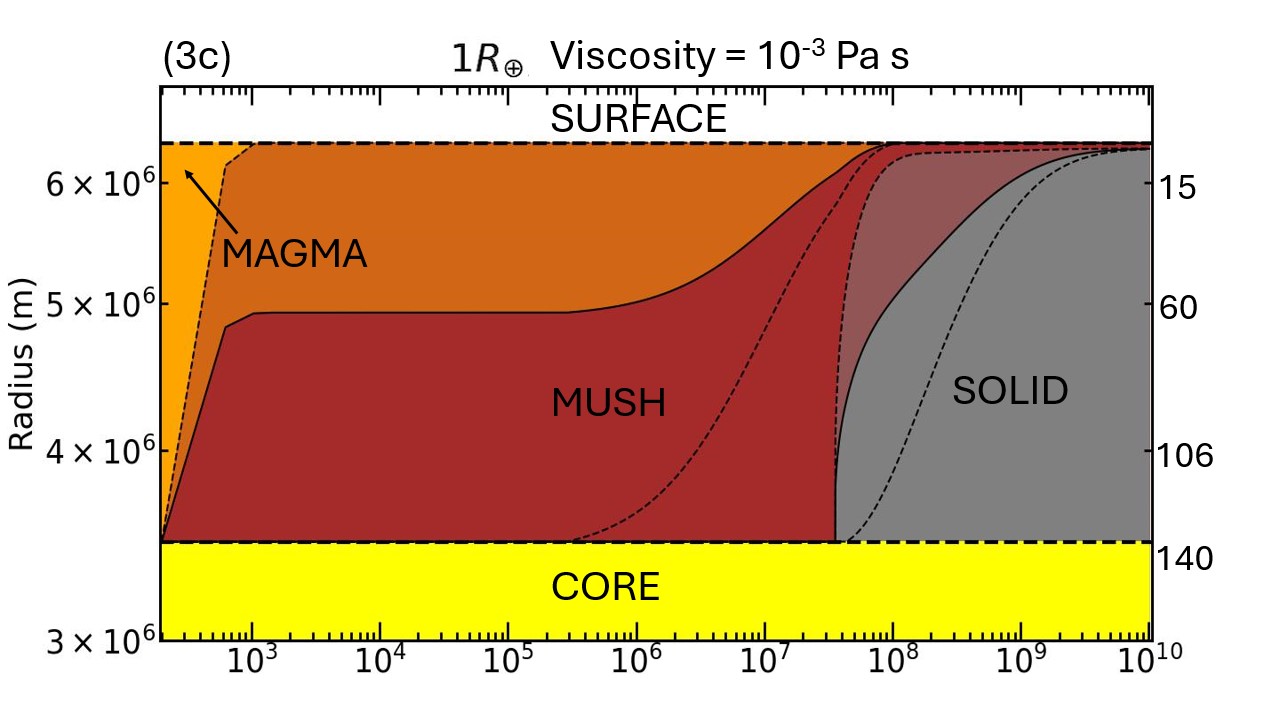 (3c) 1R⊕ Viscosity = 10⁻³ Pa s
SURFACE
6 × 10⁶
15
MAGMA
5 × 10⁶
60
Radius (m)
MUSH
SOLID
4 × 10⁶
106
140
CORE
3 × 10⁶
10³ 10⁴ 10⁵ 10⁶ 10⁷ 10⁸ 10⁹ 10¹⁰